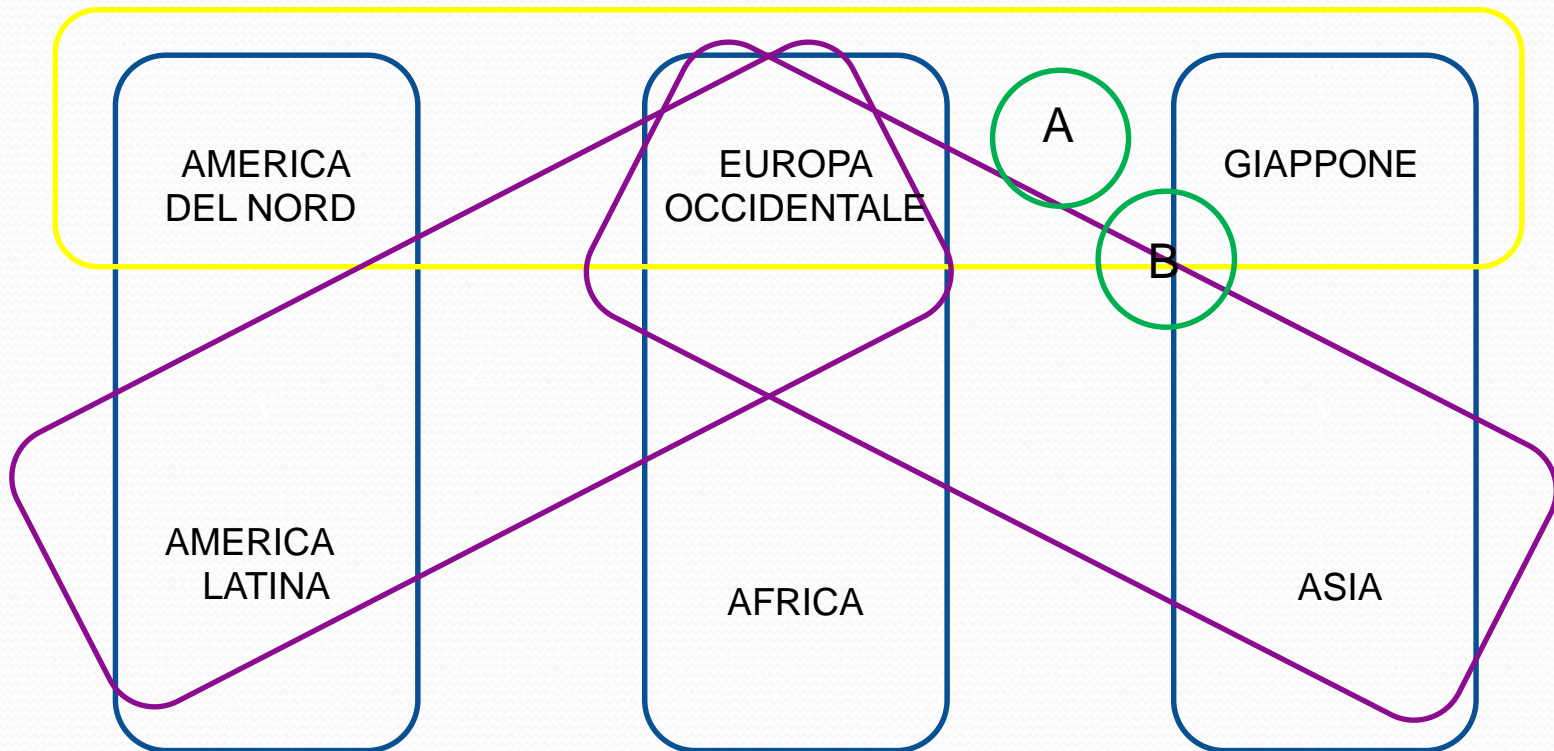 AMERICA
DEL NORD
EUROPA
OCCIDENTALE
A
GIAPPONE
B
AMERICA
LATINA
AFRICA
ASIA